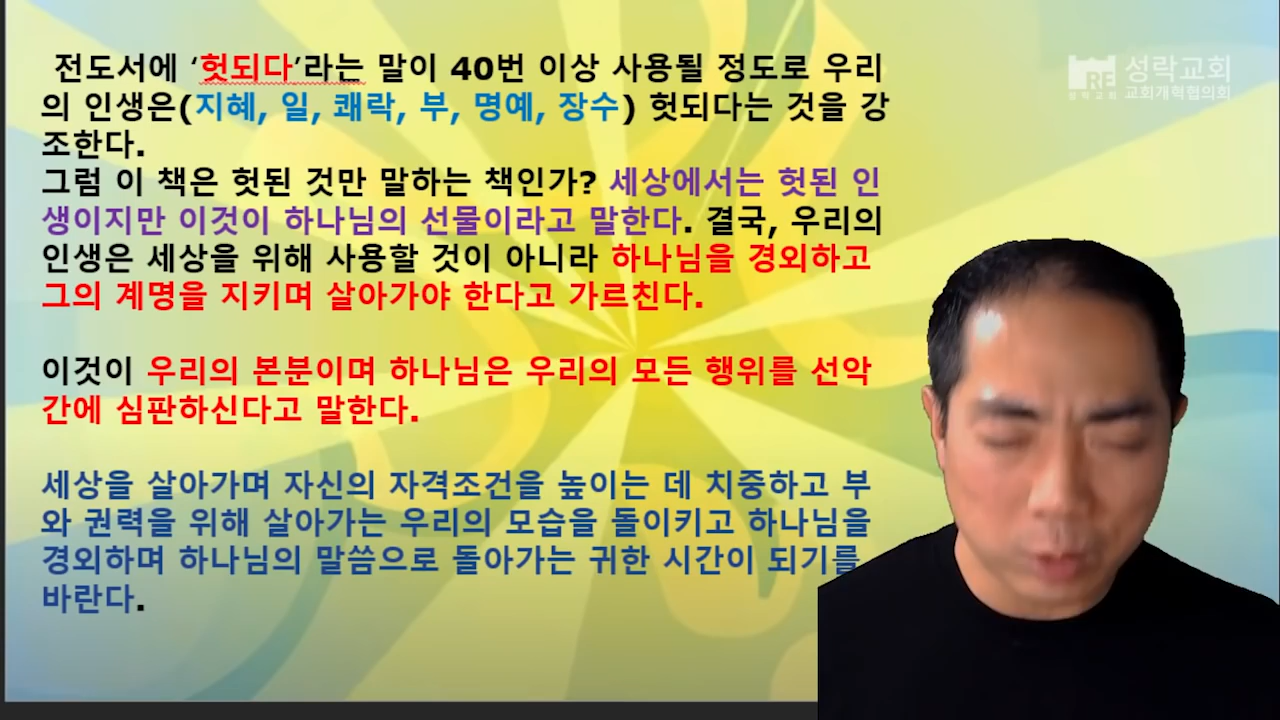 전도서에 ‘헛되다’라는 말이 40번 이상 사용될 정도로 우리
의 인생은(지혜, 일, 쾌락, 부, 명예, 장수) 헛되다는 것을 강
조한다.
그럼 이 책은 헛된 것만 말하는 책인가? 세상에서는 헛된 인
생이지만 이것이 하나님의 선물이라고 말한다. 결국, 우리의
인생은 세상을 위해 사용할 것이 아니라 하나님을 경외하고
그의 계명을 지키며 살아가야 한다고 가르친다.
이것이 우리의 본분이며 하나님은 우리의 모든 행위를 선악
간에 심판하신다고 말한다.
세상을 살아가며 자신의 자격조건을 높이는 데 치중하고 부
와 권력을 위해 살아가는 우리의 모습을 돌이키고 하나님을
경외하며 하나님의 말씀으로 돌아가는 귀한 시간이 되기를
바란다.
RE
성락교회
성락교회
교회개혁협의회